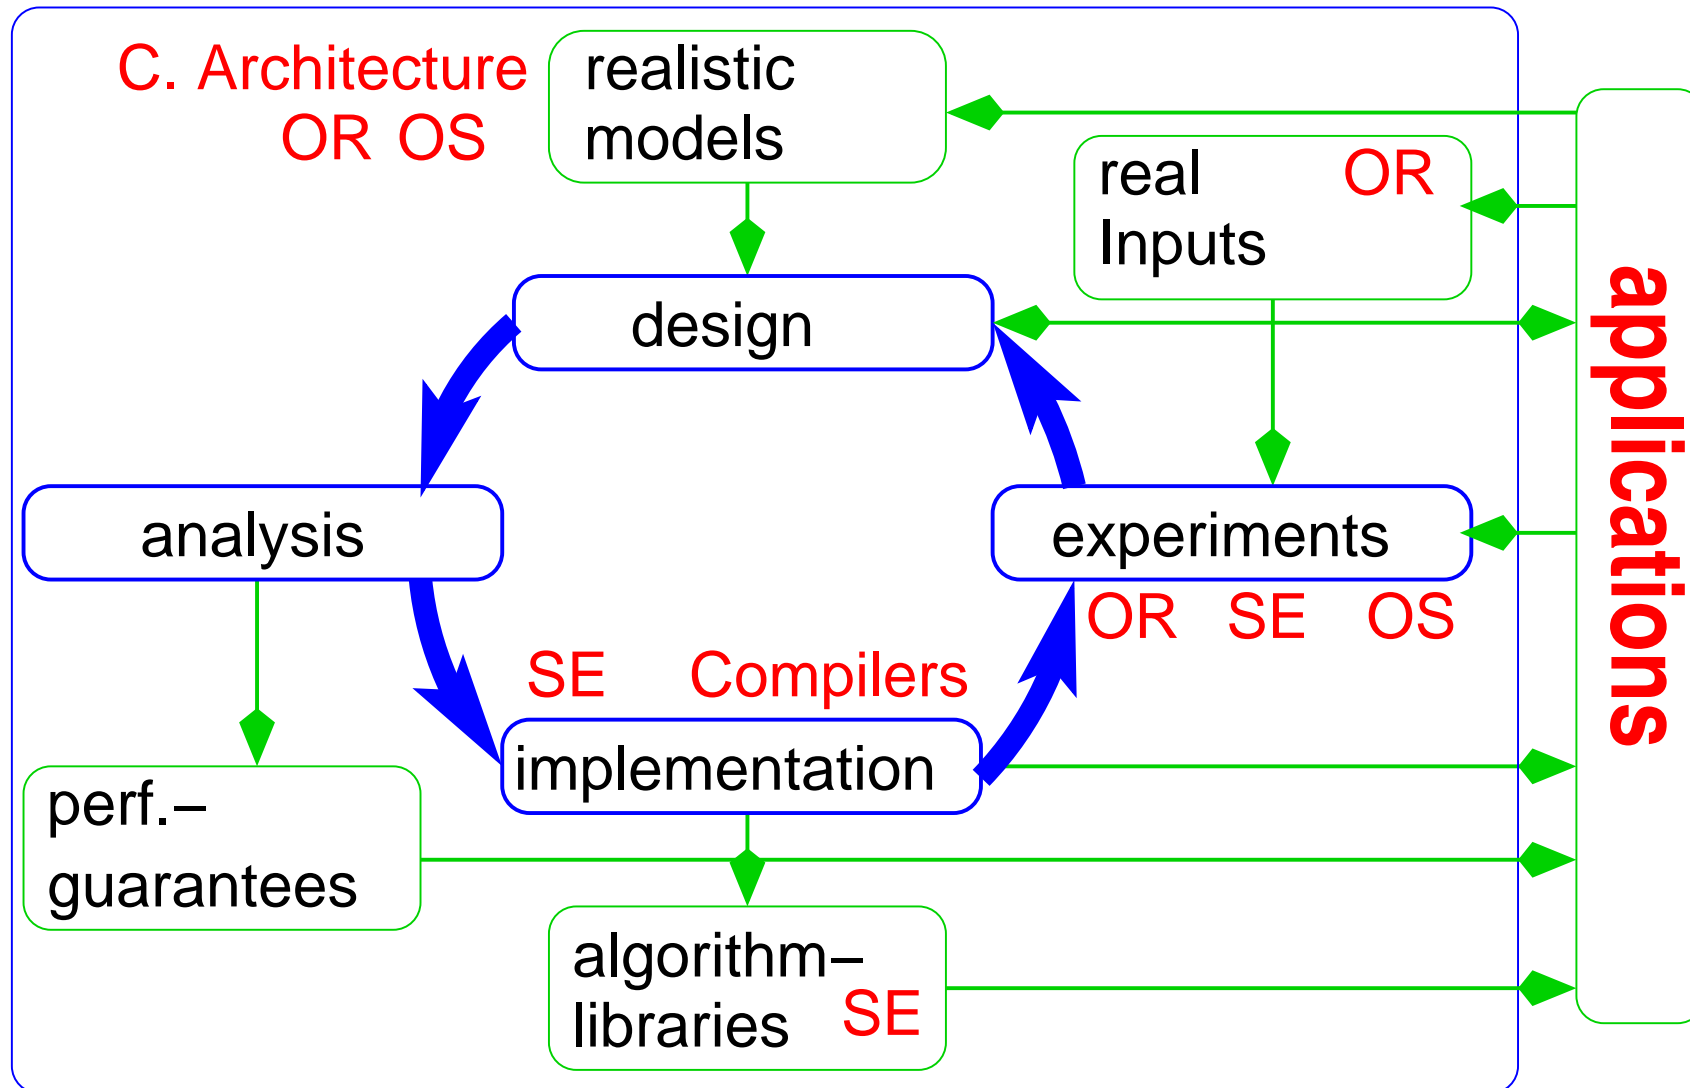 C. Architecture
OR OS
realistic
models
real OR
Inputs
design
analysis
experiments
OR SE OS
SE Compilers
implementation
perf.–
guarantees
algorithm–
libraries SE
applications